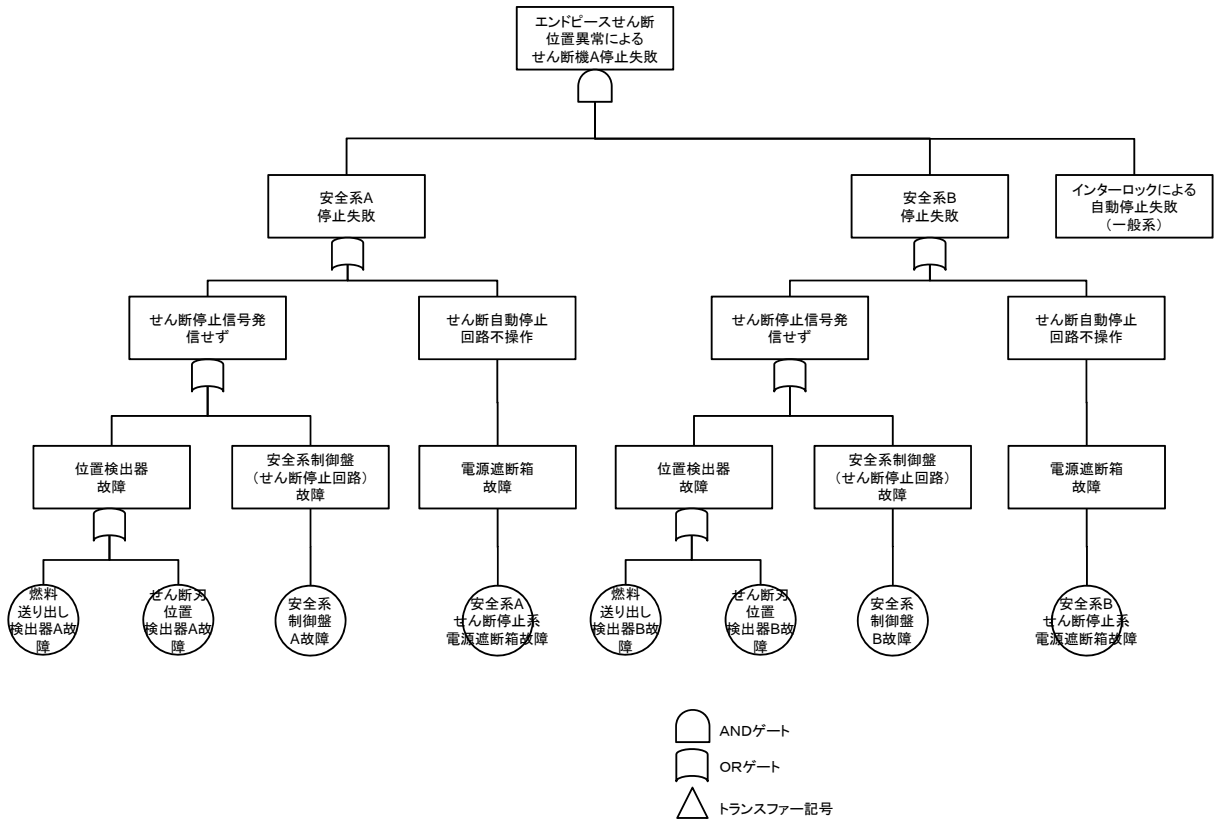 エンドピースせん断
位置異常による
せん断機A停止失敗
安全系A
停止失敗
安全系B
停止失敗
インターロックによる
自動停止失敗
（一般系）
せん断停止信号発
信せず
せん断自動停止
回路不操作
せん断停止信号発
信せず
せん断自動停止
回路不操作
位置検出器
故障
安全系制御盤
（せん断停止回路）
故障
電源遮断箱
故障
位置検出器
故障
安全系制御盤
（せん断停止回路）
故障
電源遮断箱
故障
燃料
送り出し
検出器A故
障
せん断刃
位置
検出器A故
障
安全系
制御盤
A故障
安全系A
せん断停止系
電源遮断箱故障
燃料
送り出し
検出器B故
障
せん断刃
位置
検出器B故
障
安全系
制御盤
B故障
安全系B
せん断停止系
電源遮断箱故障
ANDゲート
ORゲート
トランスファー記号